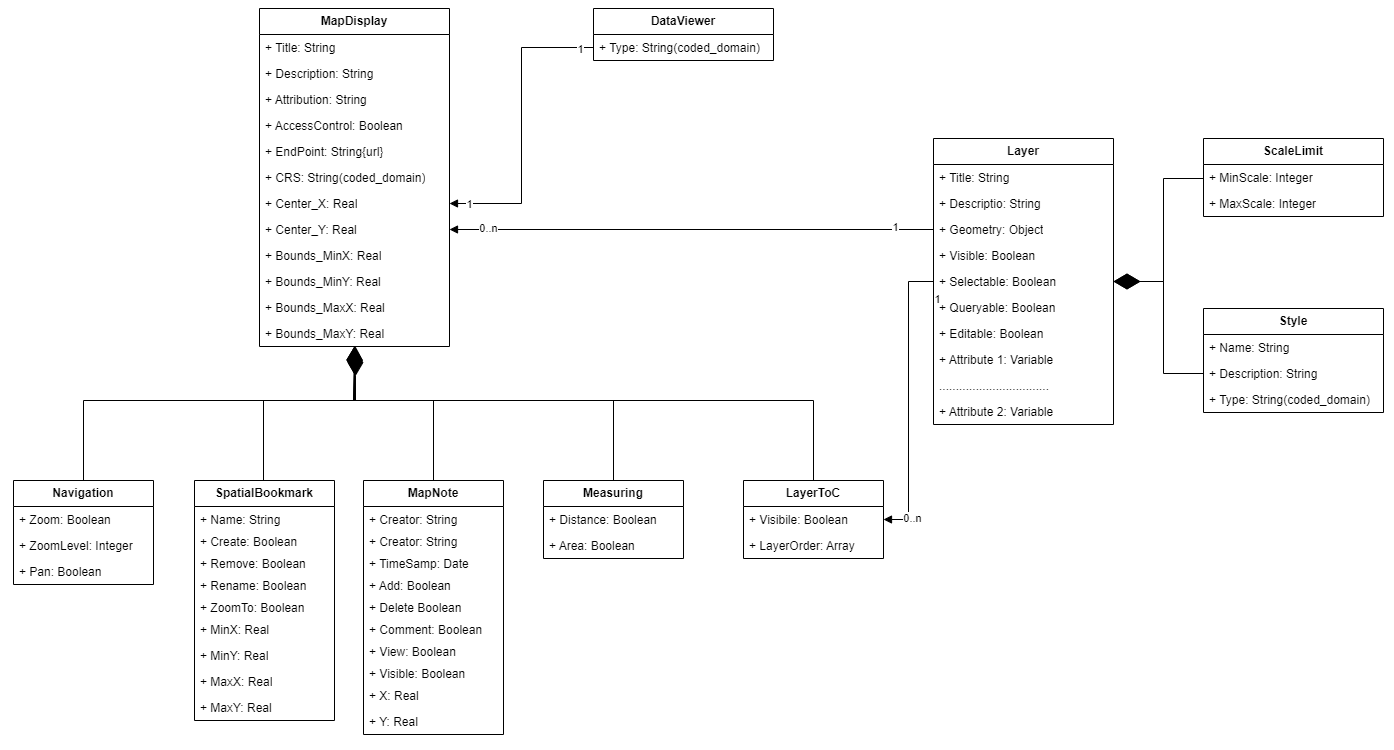 MapDisplay
+ Title: String
+ Description: String
+ Attribution: String
+ AccessControl: Boolean
+ EndPoint: String{url}
+ CRS: String(coded_domain)
+ Center_X: Real
+ Center_Y: Real
+ Bounds_MinX: Real
+ Bounds_MinY: Real
+ Bounds_MaxX: Real
+ Bounds_MaxY: Real
DataViewer
+ Type: String(coded_domain)
1
1
0..n
1
Layer
+ Title: String
+ Descriptio: String
+ Geometry: Object
+ Visible: Boolean
+ Selectable: Boolean
1
+ Queryable: Boolean
+ Editable: Boolean
+ Attribute 1: Variable
.................................
+ Attribute 2: Variable
ScaleLimit
+ MinScale: Integer
+ MaxScale: Integer
Style
+ Name: String
+ Description: String
+ Type: String(coded_domain)
Navigation
+ Zoom: Boolean
+ ZoomLevel: Integer
+ Pan: Boolean
SpatialBookmark
+ Name: String
+ Create: Boolean
+ Remove: Boolean
+ Rename: Boolean
+ ZoomTo: Boolean
+ MinX: Real
+ MinY: Real
+ MaxX: Real
+ MaxY: Real
MapNote
+ Creator: String
+ Creator: String
+ TimeSamp: Date
+ Add: Boolean
+ Delete Boolean
+ Comment: Boolean
+ View: Boolean
+ Visible: Boolean
+ X: Real
+ Y: Real
Measuring
+ Distance: Boolean
+ Area: Boolean
LayerToC
+ Visibile: Boolean
+ LayerOrder: Array
0..n